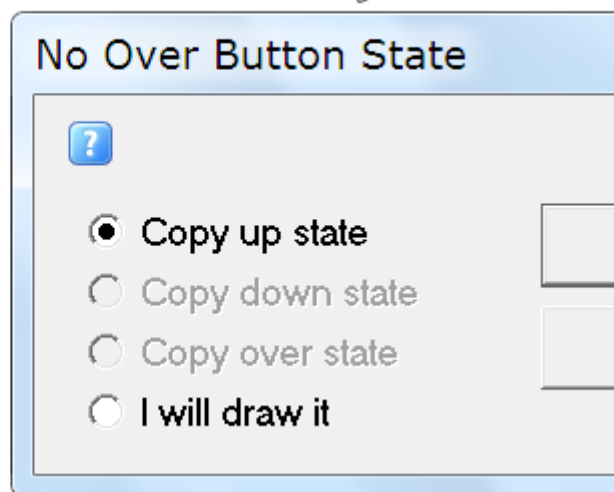 No Over Button State
?
Copy up state
Copy down state
Copy over state
I will draw it